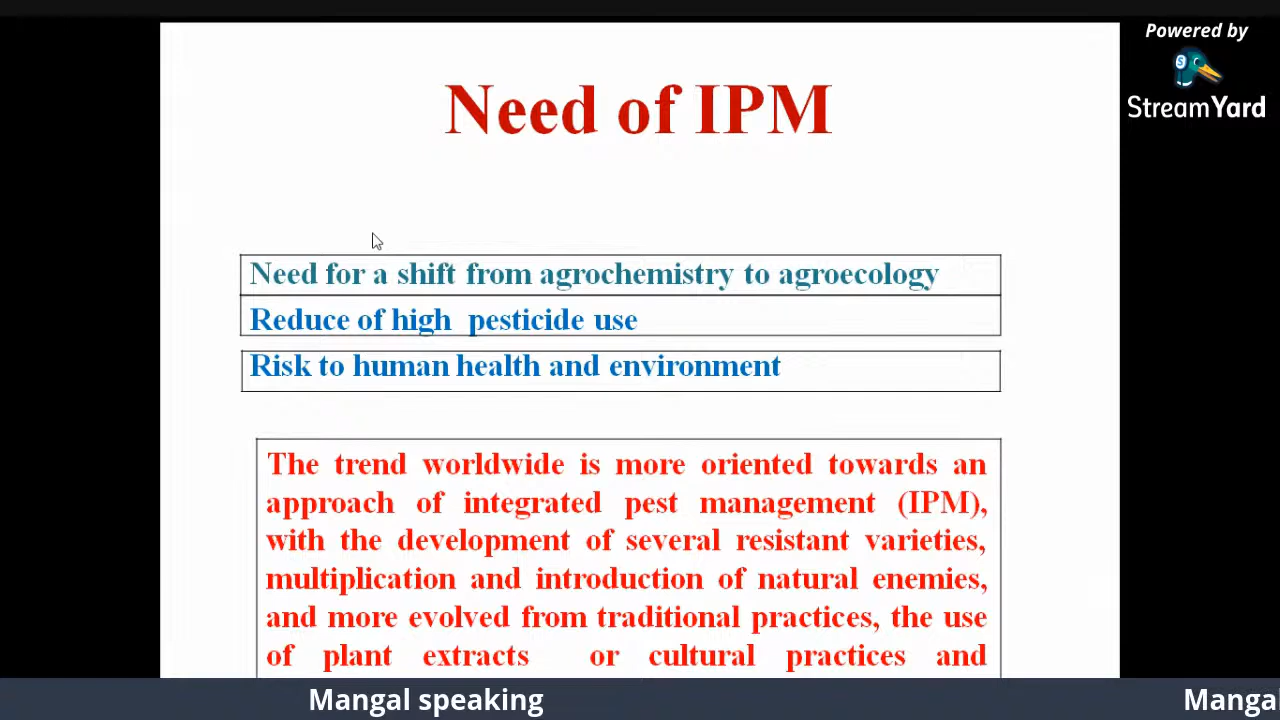 Powered by
StreamYard
Need of IPM
Need for a shift from agrochemistry to agroecology
Reduce of high pesticide use
Risk to human health and environment
The trend worldwide is more oriented towards an
approach of integrated pest management (IPM),
with the development of several resistant varieties,
multiplication and introduction of natural enemies,
and more evolved from traditional practices, the use
of plant extracts or cultural practices and
Mangal speaking
Manga